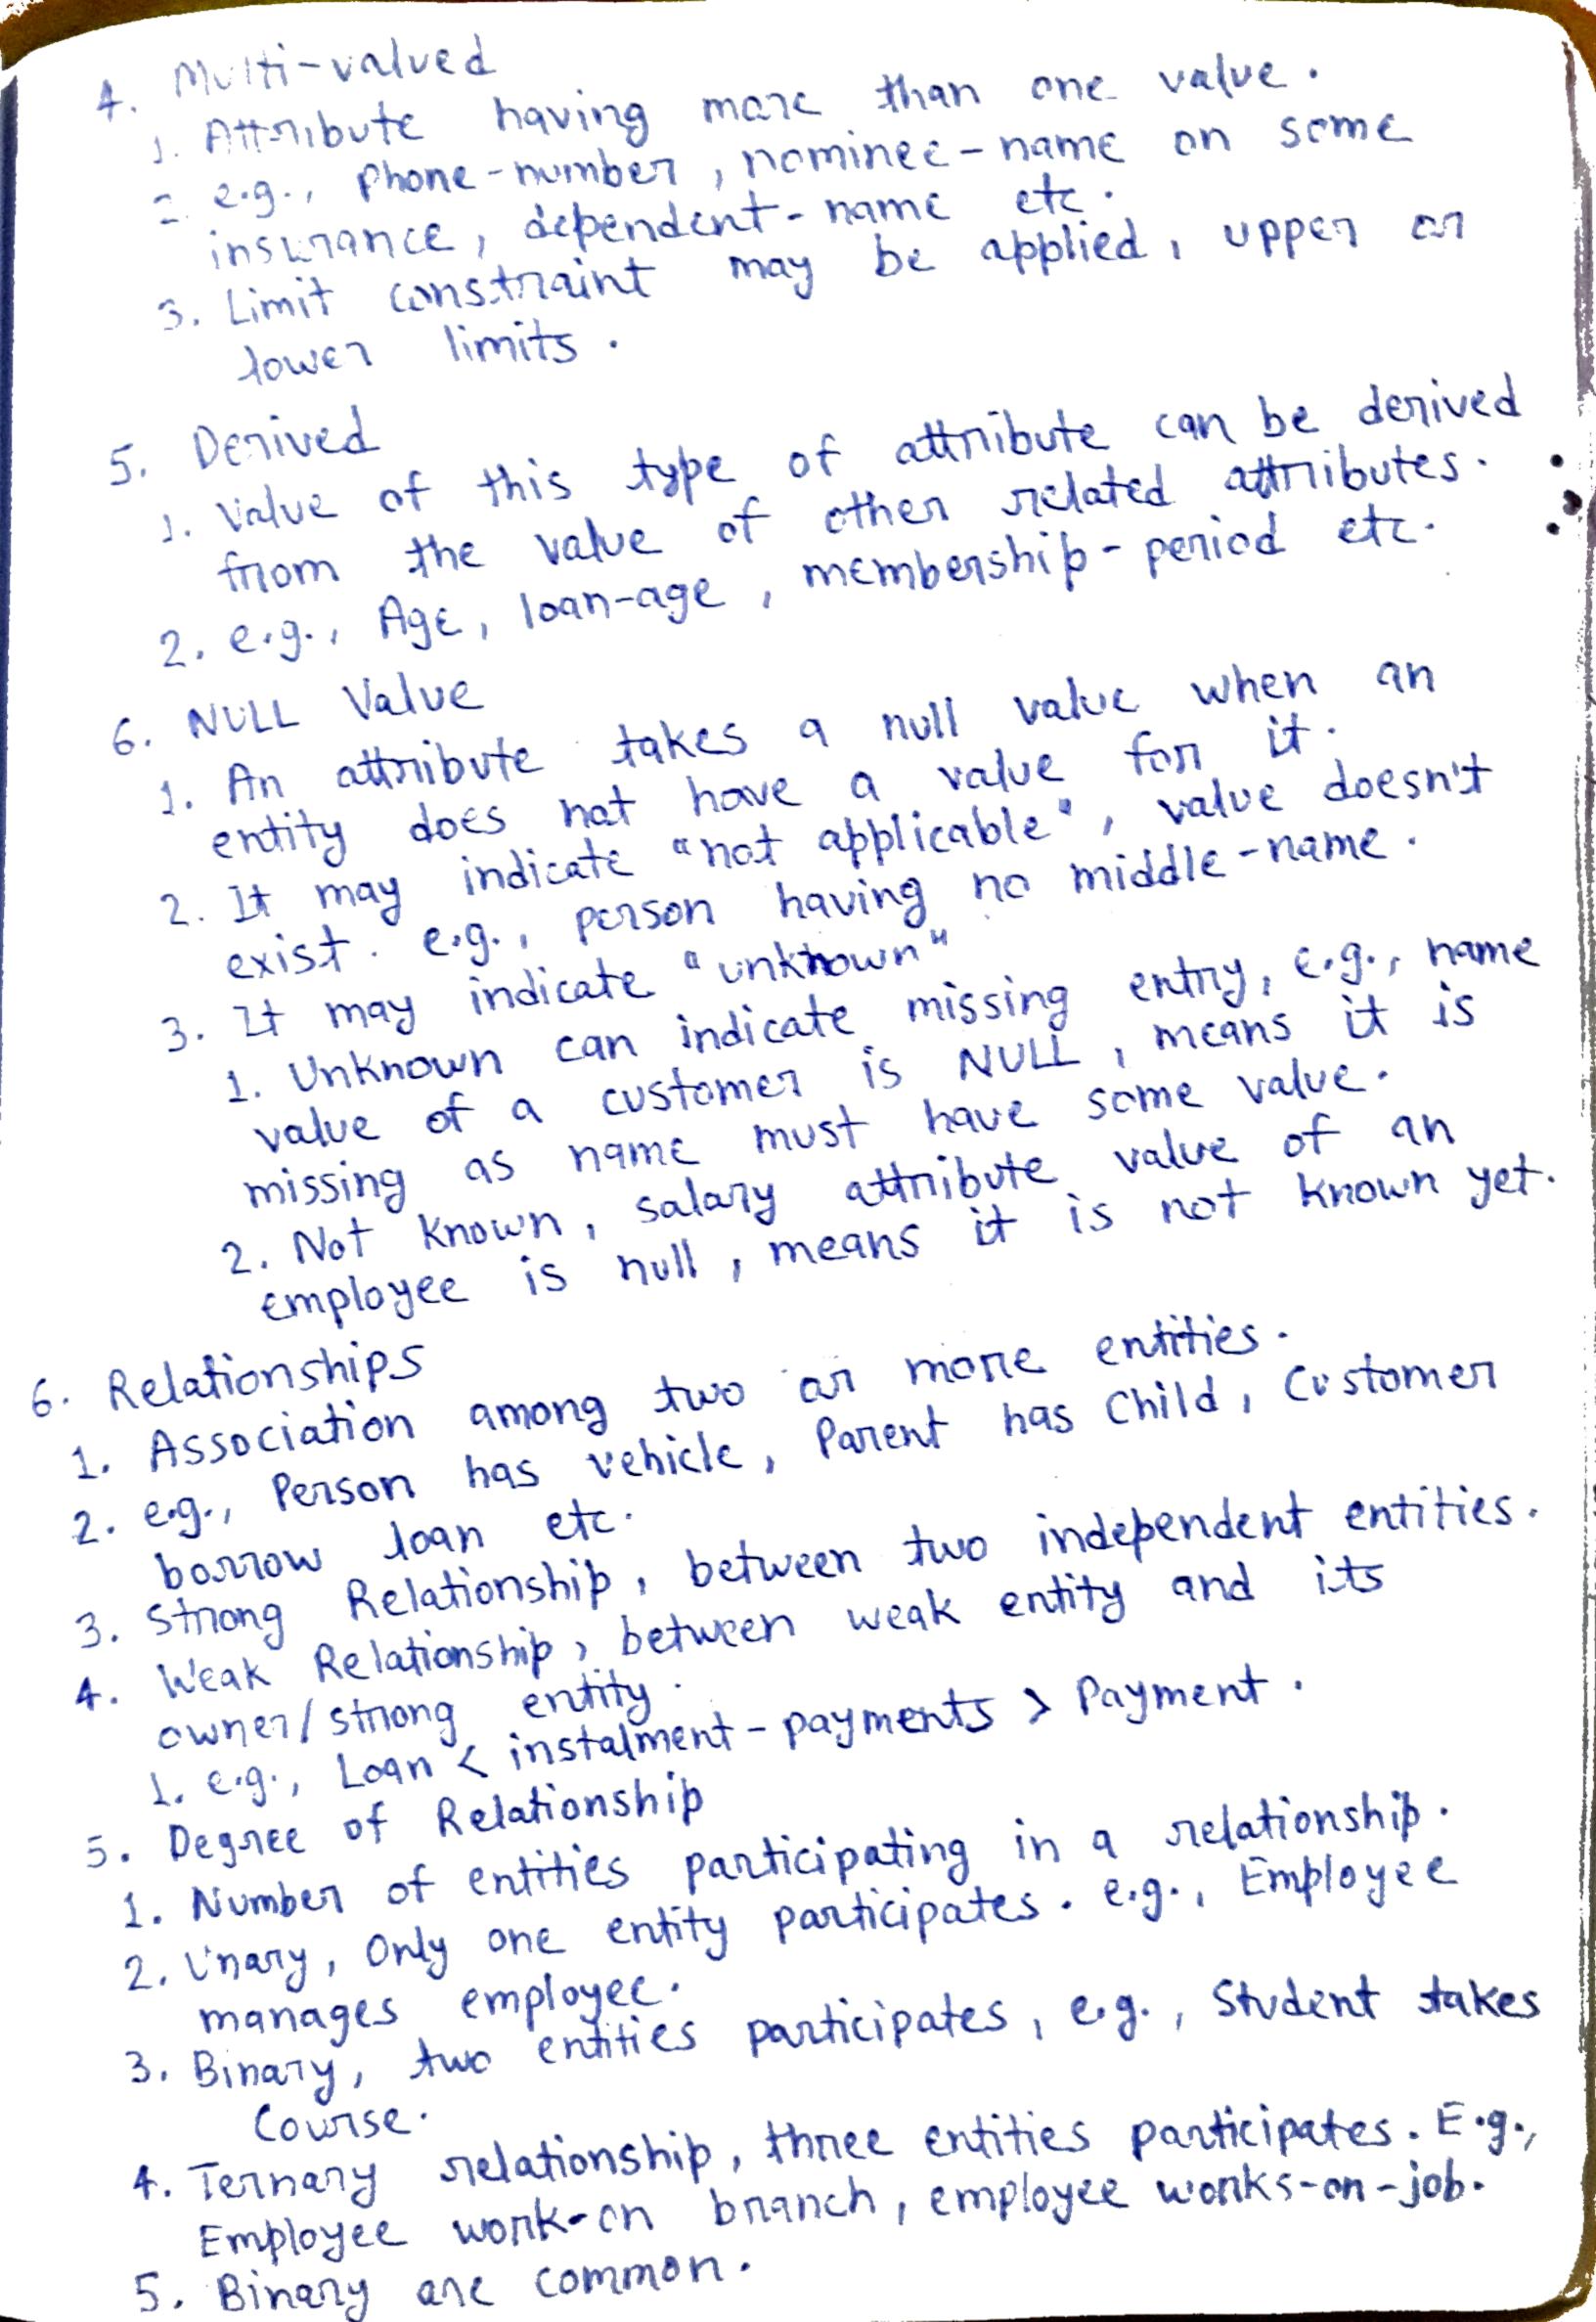 4. Multi-valued
1. Attribute having more than one value.
2. e.g., Phone-number, nominee-name on some
insurance, dependent-name etc.
3. Limit constraint may be applied, upper or
lower limits.
5. Derived
1. Value of this type of attribute can be derived
from the value of other related attributes.
2. e.g., Age, loan-age, membership-period etc.
6. NULL Value
1. An attribute takes a null value when an
entity does not have a value for it.
2. It may indicate "not applicable", value doesn't
exist. e.g., person having no middle-name.
3. It may indicate "unknown"
1. Unknown can indicate missing entry, e.g., name
value of a customer is NULL, means it is
missing as name must have some value.
2. Not known, salary attribute value of an
employee is null, means it is not known yet.
6. Relationships
1. Association among two or more entities.
2. e.g., Person has vehicle, Parent has Child, Customer
borrow loan etc.
3. Strong Relationship, between two independent entities.
4. Weak Relationship, between weak entity and its
owner/strong entity.
1. e.g., Loan < instalment-payments > Payment.
5. Degree of Relationship
1. Number of entities participating in a relationship.
2. Unary, Only one entity participates. e.g., Employee
manages employee.
3. Binary, two entities participates, e.g., Student takes
Course.
4. Ternary relationship, three entities participates. E.g.,
Employee work-on branch, employee works-on-job.
5. Binary are common.